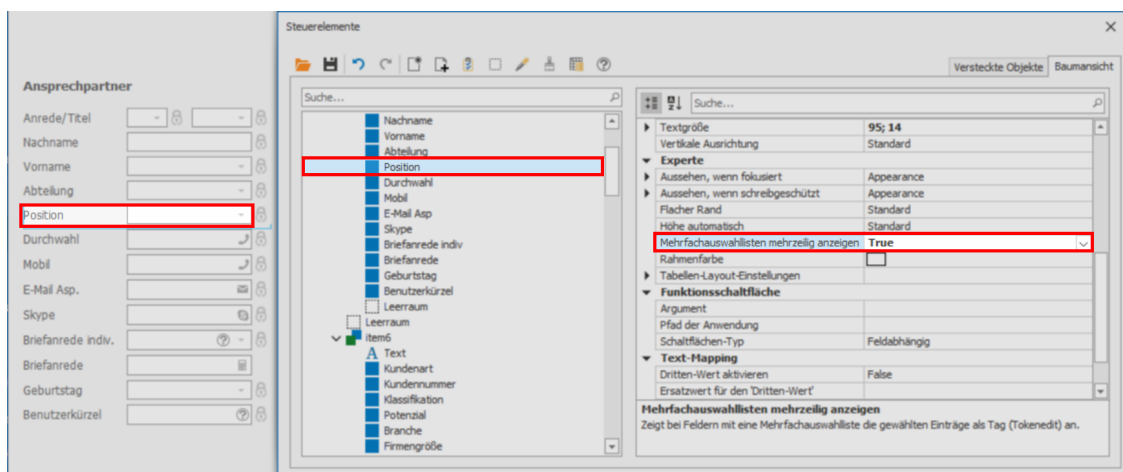 Steuerelemente
Versteckte Objekte
Baumansicht
Ansprechpartner
Anrede/Titel
Nachname
Vorname
Abteilung
Position
Durchwahl
Mobil
E-Mail Asp.
Skype
Briefanrede indiv.
Briefanrede
Geburtstag
Benutzerkürzel
Suche...
Nachname
Vorname
Abteilung
Position
Durchwahl
Mobil
E-Mail Asp
Skype
Briefanrede indiv
Briefanrede
Geburtstag
Benutzerkürzel
Leerraum
Leerraum
item6
A Text
Kundenart
Kundennummer
Klassifikation
Potenzial
Branche
Firmengröße
Suche...
Textgröße 95; 14
Vertikale Ausrichtung Standard
Experte
Aussehen, wenn fokusiert Appearance
Aussehen, wenn schreibgeschützt Appearance
Flacher Rand Standard
Höhe automatisch Standard
Mehrfachauswahllisten mehrzeilig anzeigen True
Rahmenfarbe
Tabellen-Layout-Einstellungen
Funktionsschaltfläche
Argument
Pfad der Anwendung
Schaltflächen-Typ Feldabhängig
Text-Mapping
Dritten-Wert aktivieren False
Ersatzwert für den 'Dritten-Wert'
Mehrfachauswahllisten mehrzeilig anzeigen
Zeigt bei Feldern mit eine Mehrfachauswahlliste die gewählten Einträge als Tag (Tokenedit) an.